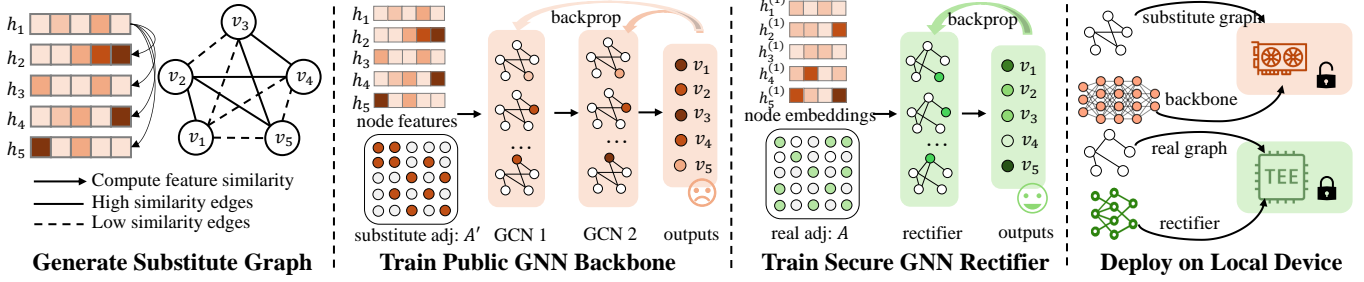 h₁
h₂
h₃
h₄
h₅
v₃
v₂
v₄
v₁
v₅
Compute feature similarity
High similarity edges
Low similarity edges
Generate Substitute Graph
h₁
h₂
h₃
h₄
h₅
node features
substitute adj: A′
backprop
...
...
GCN 1
GCN 2
v₁
v₂
v₃
v₄
v₅
outputs
Train Public GNN Backbone
h₁⁽¹⁾
h₂⁽¹⁾
h₃⁽¹⁾
h₄⁽¹⁾
h₅⁽¹⁾
node embeddings
real adj: A
backprop
...
rectifier
v₁
v₂
v₃
v₄
v₅
outputs
Train Secure GNN Rectifier
substitute graph
backbone
real graph
TEE
rectifier
Deploy on Local Device